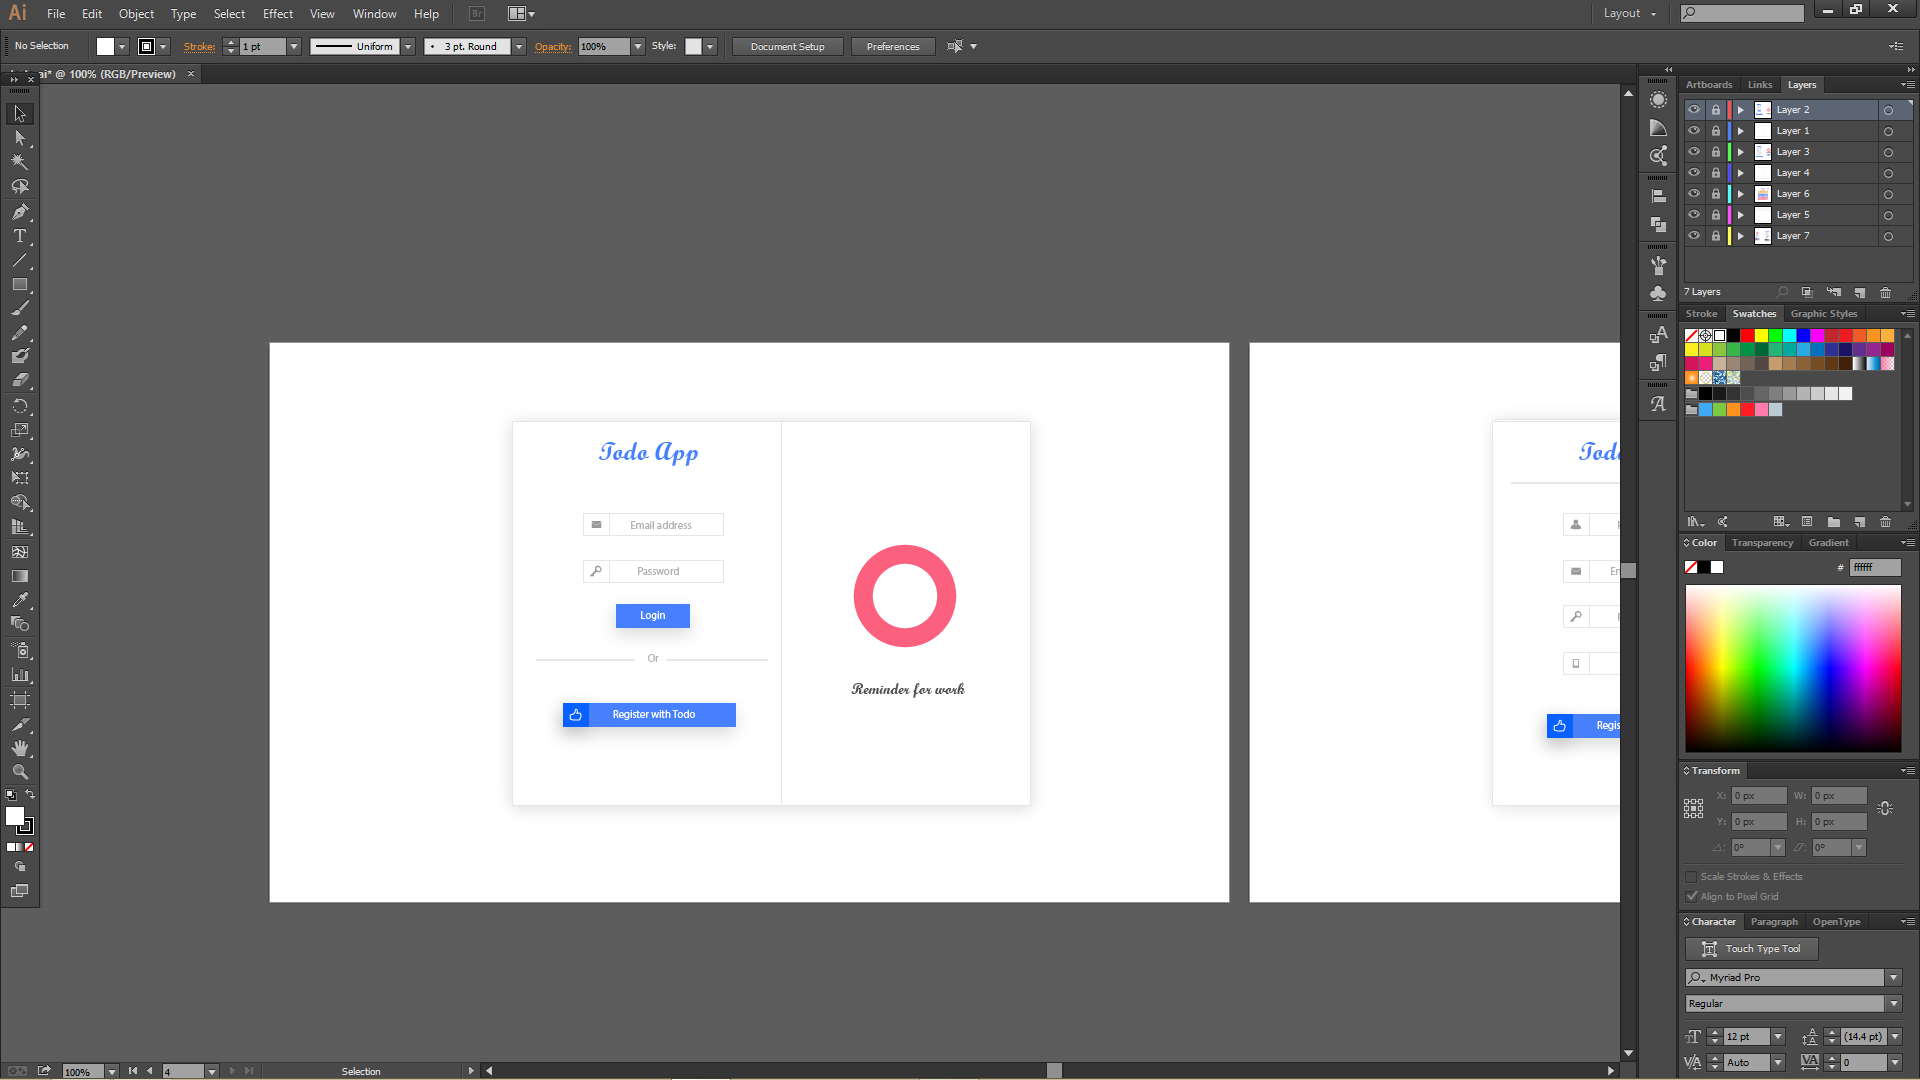 Ai File Edit Object Type Select Effect View Window Help Br Layout
No Selection Stroke: 1 pt Uniform 3 pt. Round Opacity: 100% Style: Document Setup Preferences
ai* @ 100% (RGB/Preview)
Artboards Links Layers
Layer 2
Layer 1
Layer 3
Layer 4
Layer 6
Layer 5
Layer 7
7 Layers
Stroke Swatches Graphic Styles
Todo App
Email address
Password
Login
Or
Register with Todo
Reminder for work
Color Transparency Gradient
# ffffff
Transform
X: 0 px W: 0 px
Y: 0 px H: 0 px
0° 0°
Scale Strokes & Effects
Align to Pixel Grid
Character Paragraph OpenType
Touch Type Tool
Myriad Pro
Regular
12 pt (14.4 pt)
Auto 0
100% 4 Selection